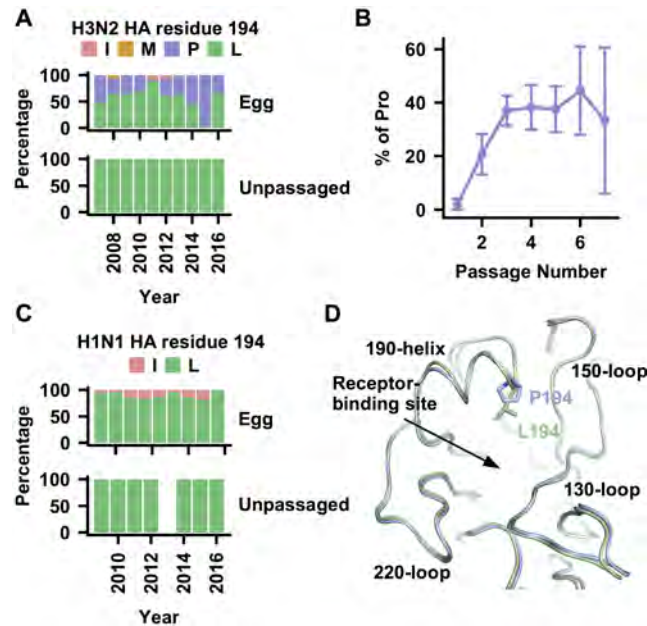 A
H3N2 HA residue 194
I M P L
Percentage
100
50
0
Egg
100
50
0
Unpassaged
2008
2010
2012
2014
2016
Year
B
% of Pro
60
40
20
0
2 4 6
Passage Number
C
H1N1 HA residue 194
I L
Percentage
100
50
0
Egg
100
50
0
Unpassaged
2010
2012
2014
2016
Year
D
190-helix
150-loop
Receptor-
binding site
P194
L194
130-loop
220-loop